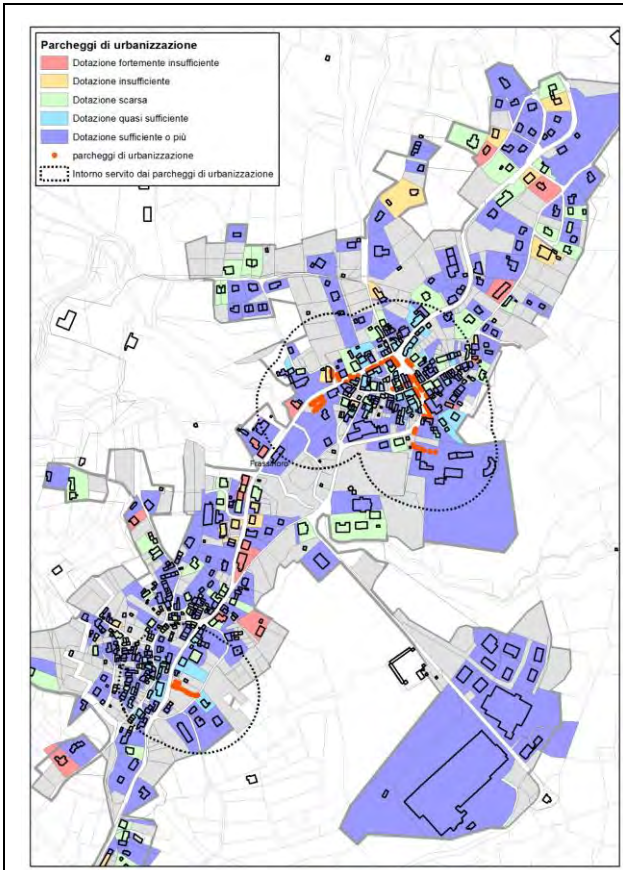 Parcheggi di urbanizzazione
Dotazione fortemente insufficiente
Dotazione insufficiente
Dotazione scarsa
Dotazione quasi sufficiente
Dotazione sufficiente o più
parcheggi di urbanizzazione
Intorno servito dai parcheggi di urbanizzazione
Frassinoro